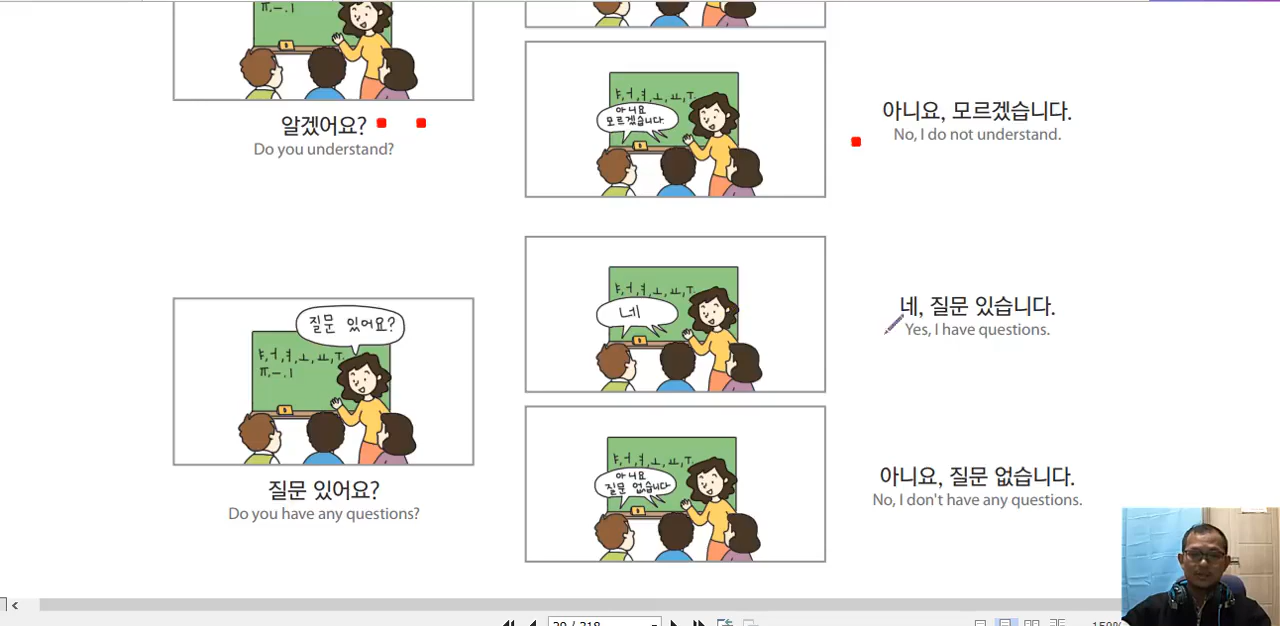 ㅠ,ㅡ.ㅣ
알겠어요?
Do you understand?
ㅑ,ㅓ,ㅕ,ㅗ,ㅛ,ㅜ
아니요
모르겠습니다.
아니요, 모르겠습니다.
No, I do not understand.
질문 있어요?
ㅑ,ㅓ,ㅕ,ㅗ,ㅛ,ㅜ.
ㅠ,ㅡ.ㅣ
질문 있어요?
Do you have any questions?
ㅑ,ㅓ,ㅕ,ㅗ,ㅛ,ㅜ.
네
네, 질문 있습니다.
Yes, I have questions.
ㅑ,ㅓ,ㅕ,ㅗ,ㅛ,ㅜ.
아니요
질문 없습니다
아니요, 질문 없습니다.
No, I don't have any questions.